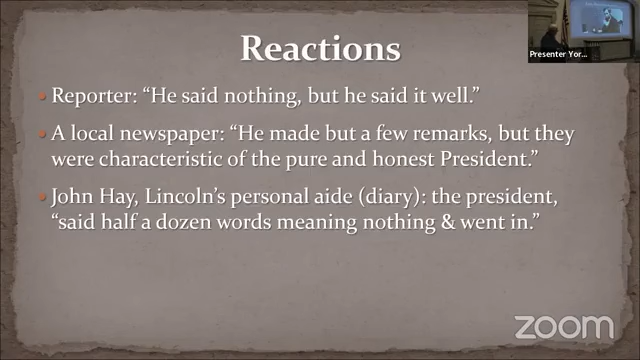 Reactions
Presenter Yor...
• Reporter: “He said nothing, but he said it well.”
• A local newspaper: “He made but a few remarks, but they
were characteristic of the pure and honest President.”
• John Hay, Lincoln’s personal aide (diary): the president,
“said half a dozen words meaning nothing & went in.”
zoom